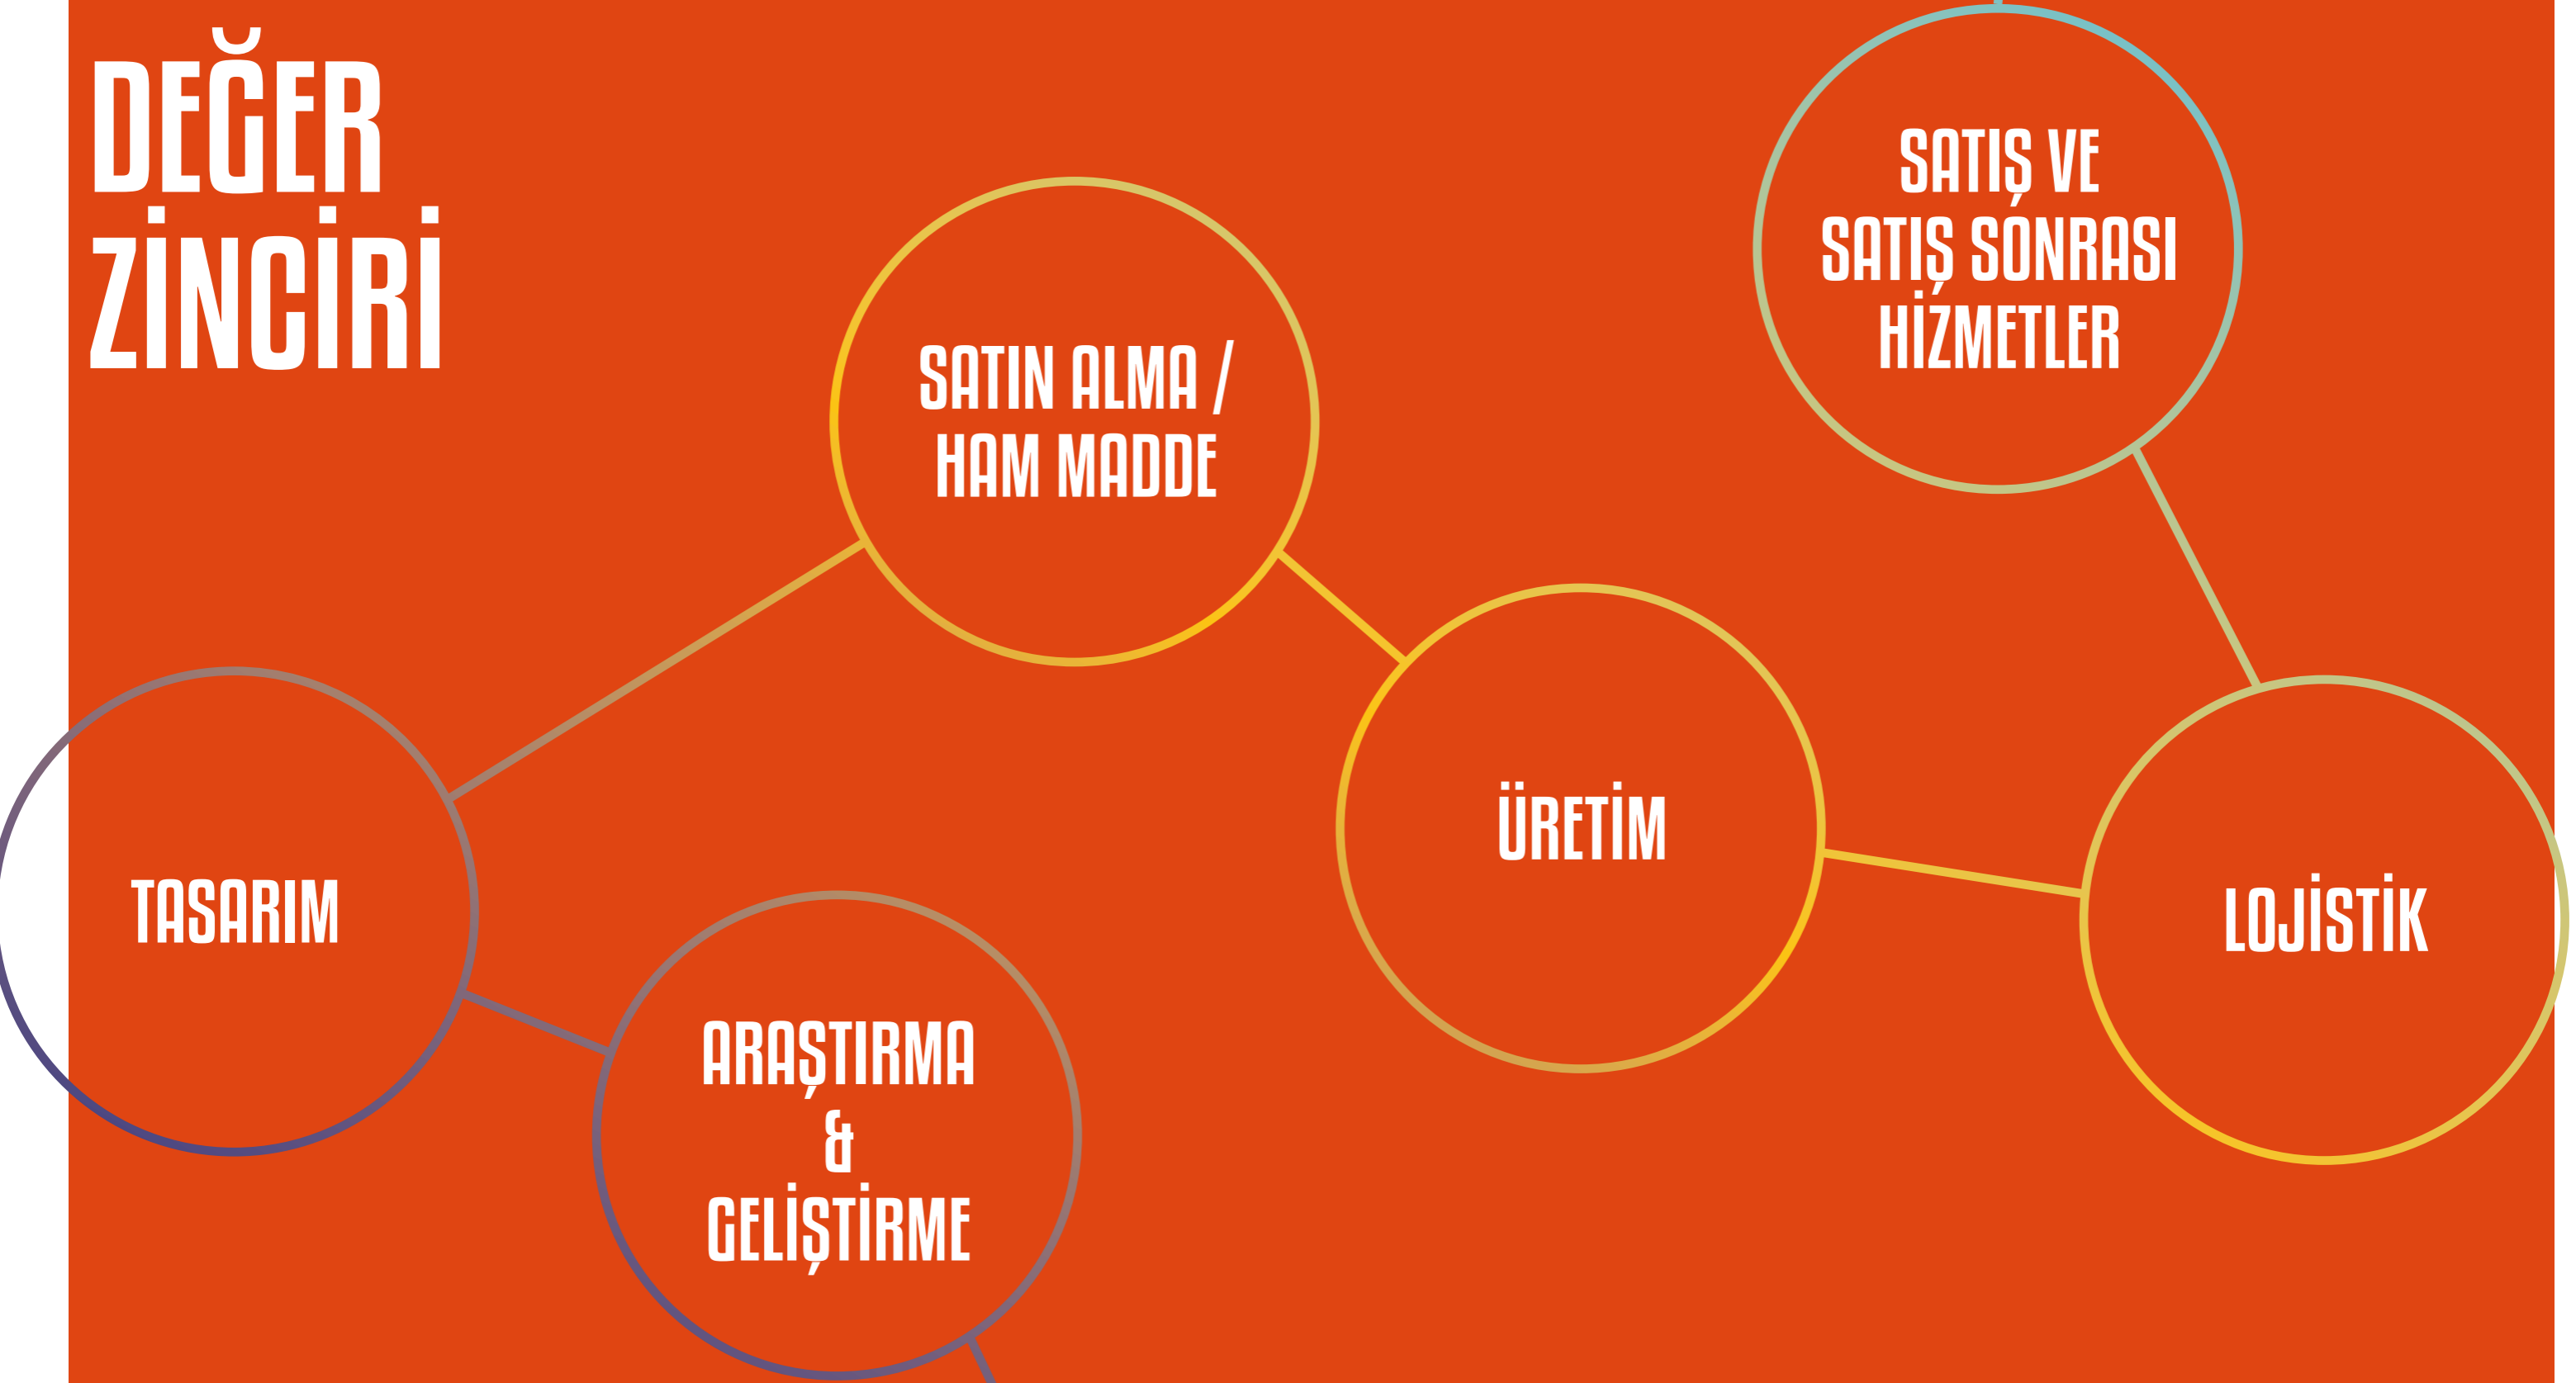 DEĞER
ZİNCİRİ
SATIŞ VE
SATIŞ SONRASI
HİZMETLER
SATIN ALMA /
HAM MADDE
ÜRETİM
TASARIM
LOJİSTİK
ARAŞTIRMA
&
GELİŞTİRME